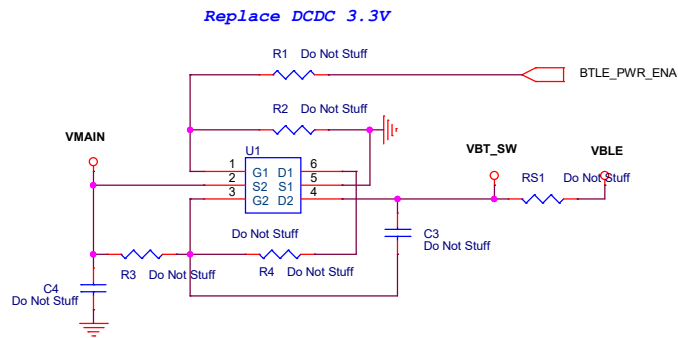 Replace DCDC 3.3V
R1 Do Not Stuff
BTLE_PWR_ENA
R2 Do Not Stuff
VMAIN
U1
VBT_SW
VBLE
1 G1 D1 6
2 S2 S1 5
3 G2 D2 4
RS1 Do Not Stuff
Do Not Stuff
C3
Do Not Stuff
R3 Do Not Stuff
R4 Do Not Stuff
C4
Do Not Stuff